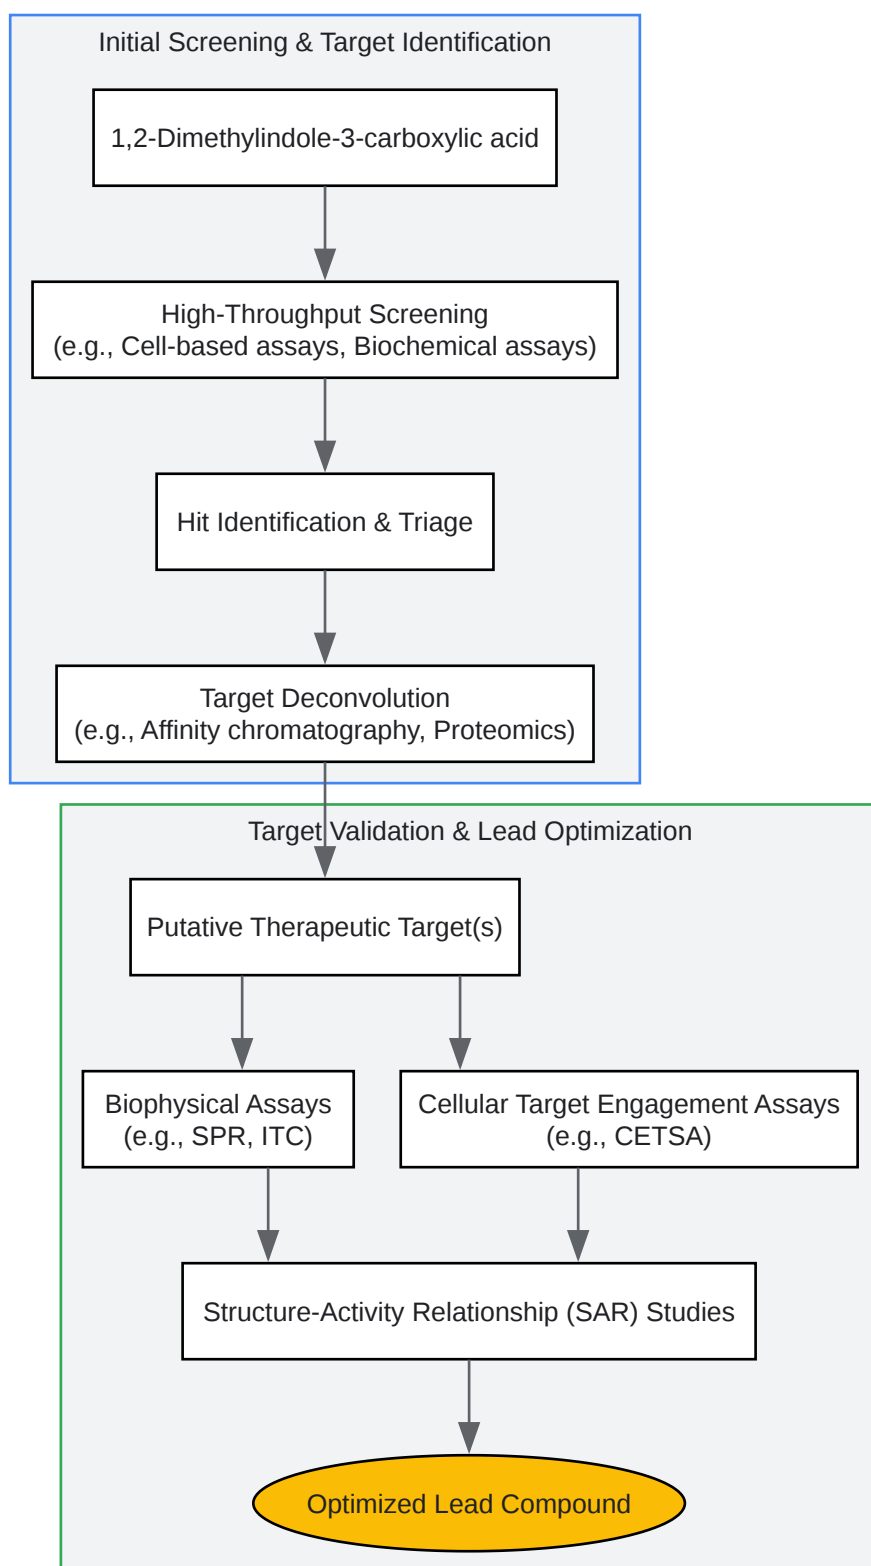 Initial Screening & Target Identification
1,2-Dimethylindole-3-carboxylic acid
High-Throughput Screening
(e.g., Cell-based assays, Biochemical assays)
Hit Identification & Triage
Target Deconvolution
(e.g., Affinity chromatography, Proteomics)
Target Validation & Lead Optimization
Putative Therapeutic Target(s)
Biophysical Assays
(e.g., SPR, ITC)
Cellular Target Engagement Assays
(e.g., CETSA)
Structure-Activity Relationship (SAR) Studies
Optimized Lead Compound